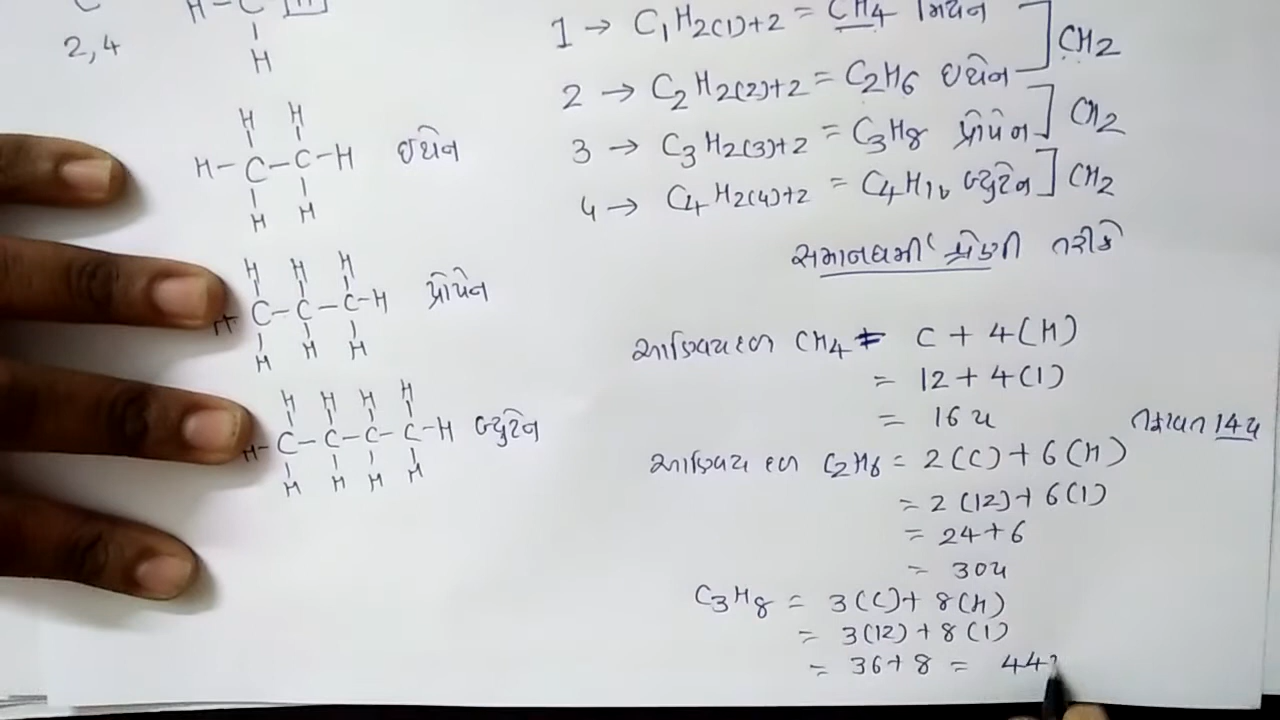 2,4
H
H H
H-C-C-H ઇથેન
H H
H H H
H-C-C-C-H પ્રોપેન
H H H
H H H H
H-C-C-C-C-H બ્યુટેન
H H H H
1 → C₁H₂(1)+2 = CH4 મિથેન
CH2
2 → C2H2(2)+2 = C2H6 ઇથેન
CH2
3 → C3H2(3)+2 = C3H8 પ્રોપેન
4 → C4H2(4)+2 = C4H10 બ્યુટેન CH2
સમાનધર્મી શ્રેણી તરીકે
આણ્વિયદળ CH4 = C + 4(H)
= 12 + 4(1)
= 16u
તફાવત 14u
આણ્વિય દળ C2H6 = 2(C) + 6(H)
= 2(12) + 6(1)
= 24+6
= 30u
C3H8 = 3(C) + 8(H)
= 3(12) + 8(1)
= 36+8 = 44